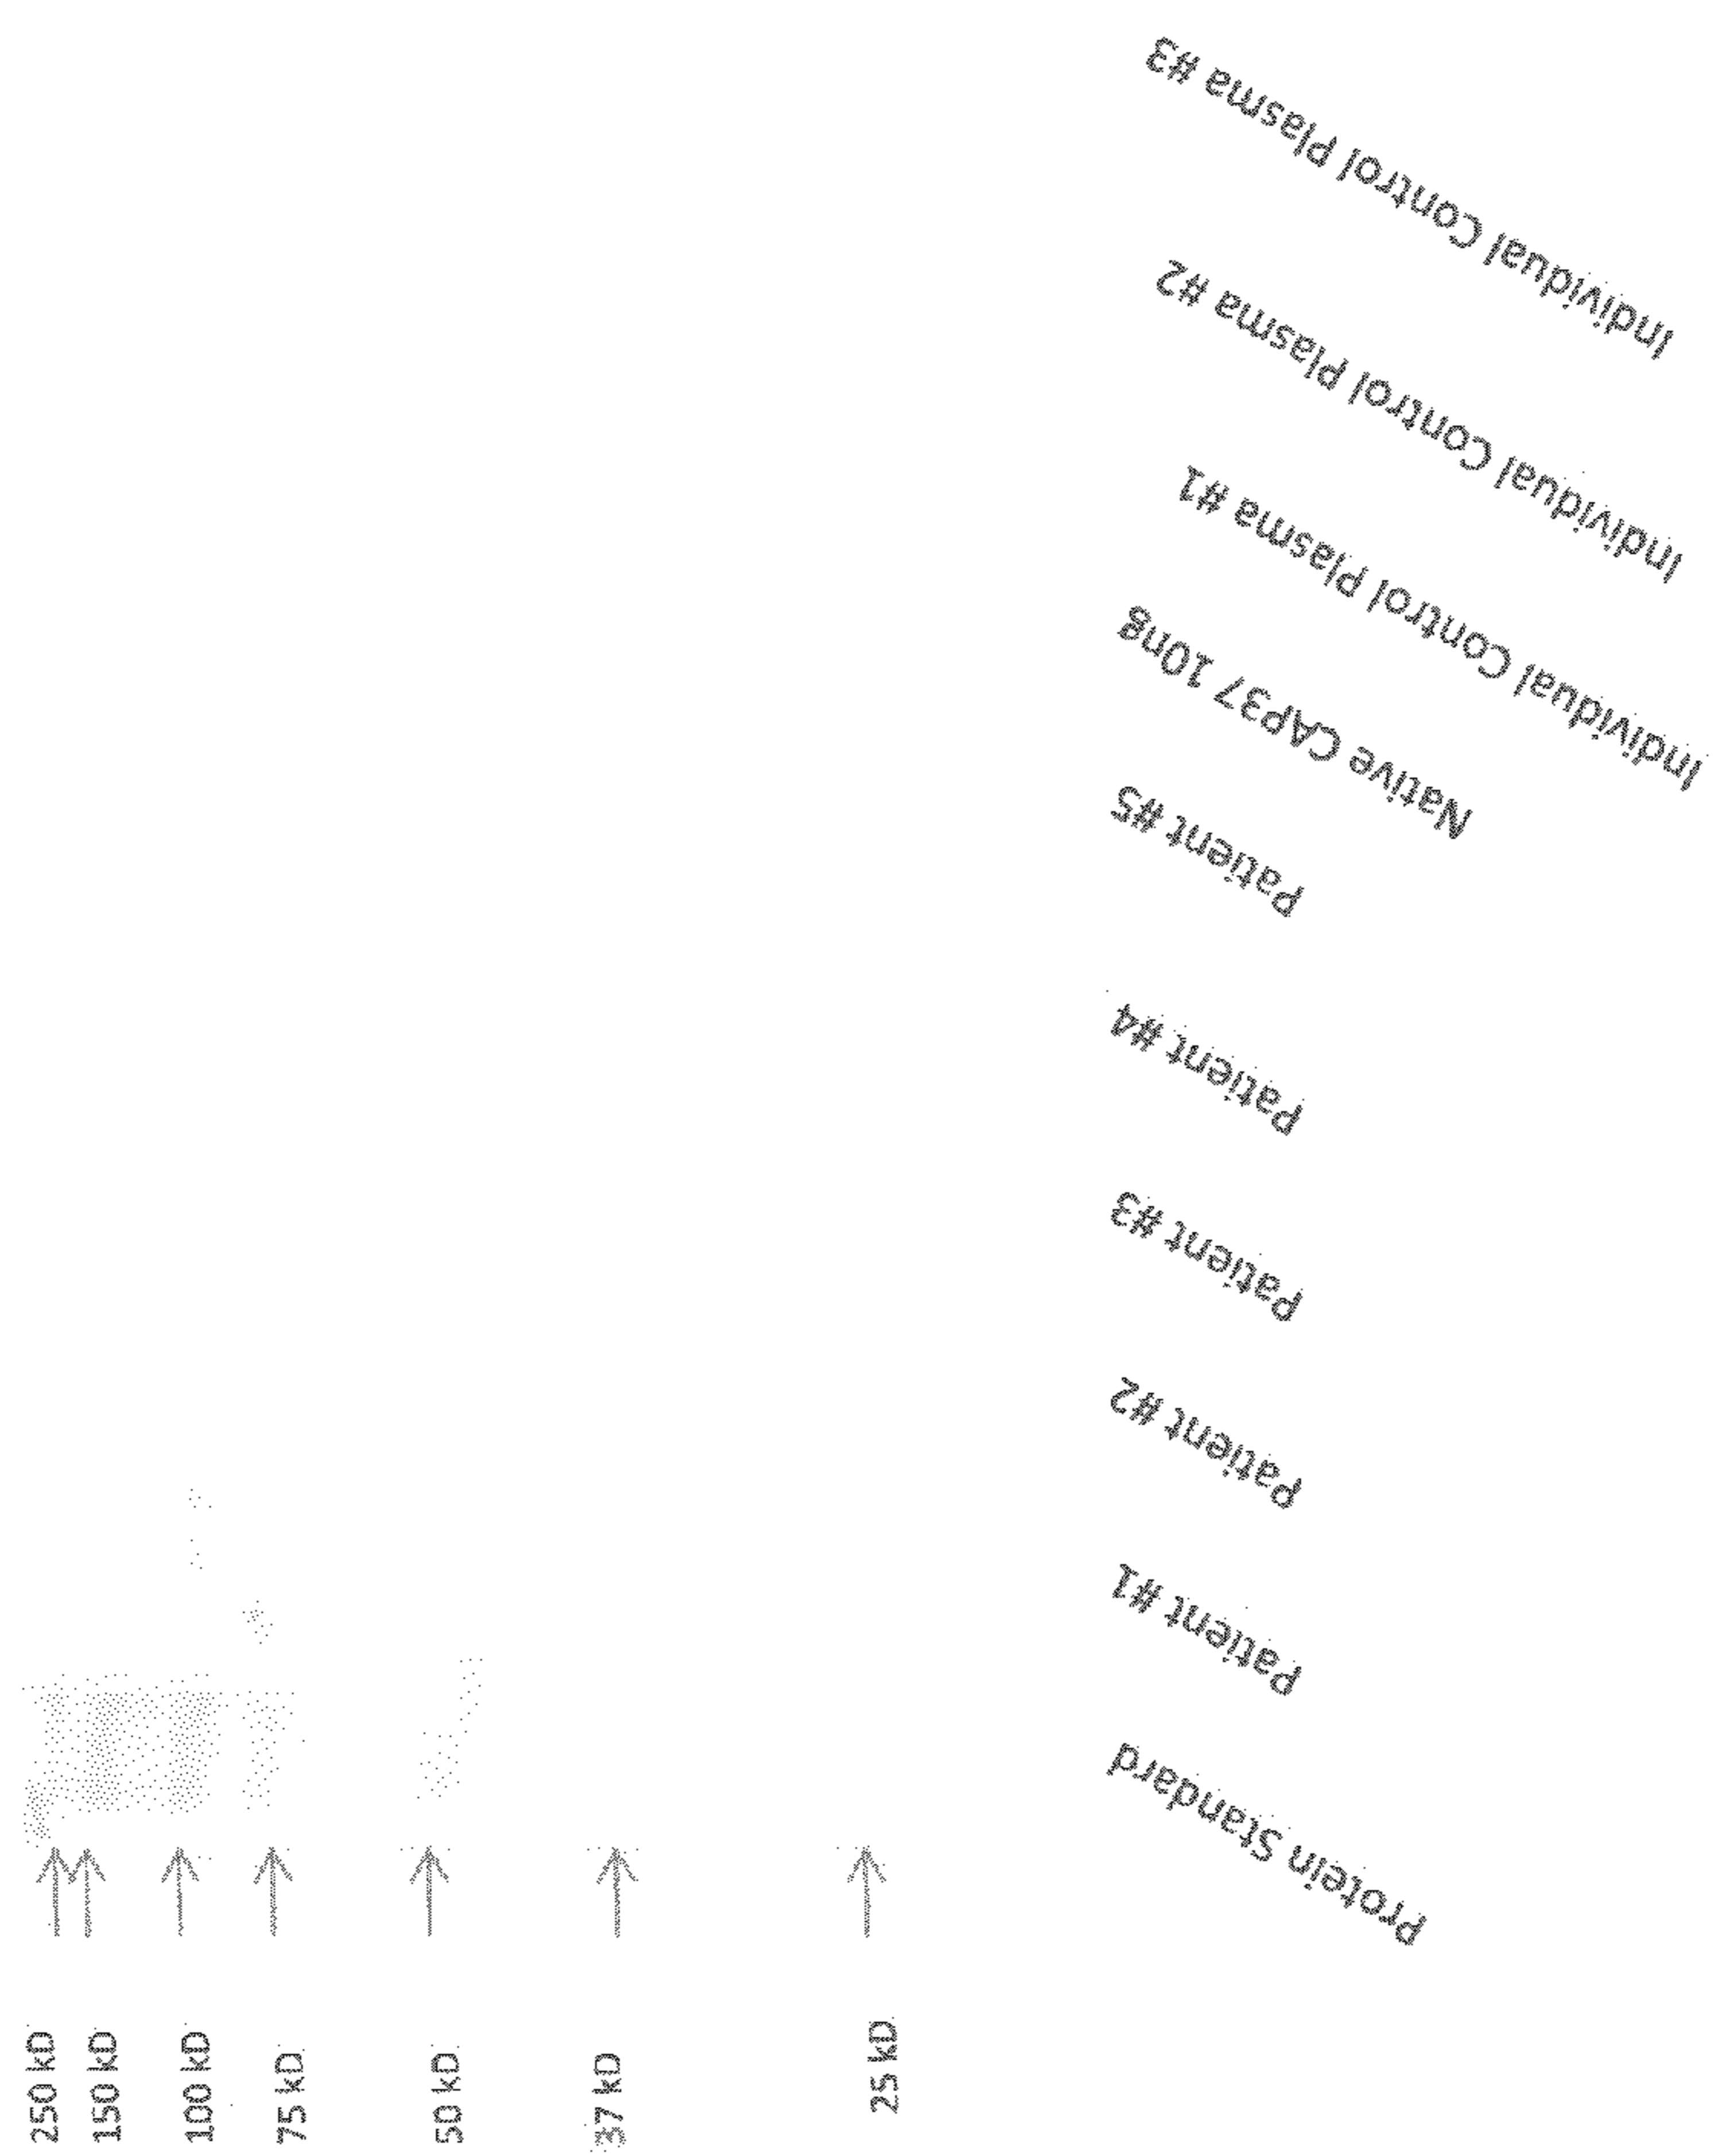 250 kD
150 kD
100 kD
75 kD
50 kD
37 kD
25 kD
Protein Standard
Patient #1
Patient #2
Patient #3
Patient #4
Patient #5
Native CAP37 10ng
Individual Control Plasma #1
Individual Control Plasma #2
Individual Control Plasma #3